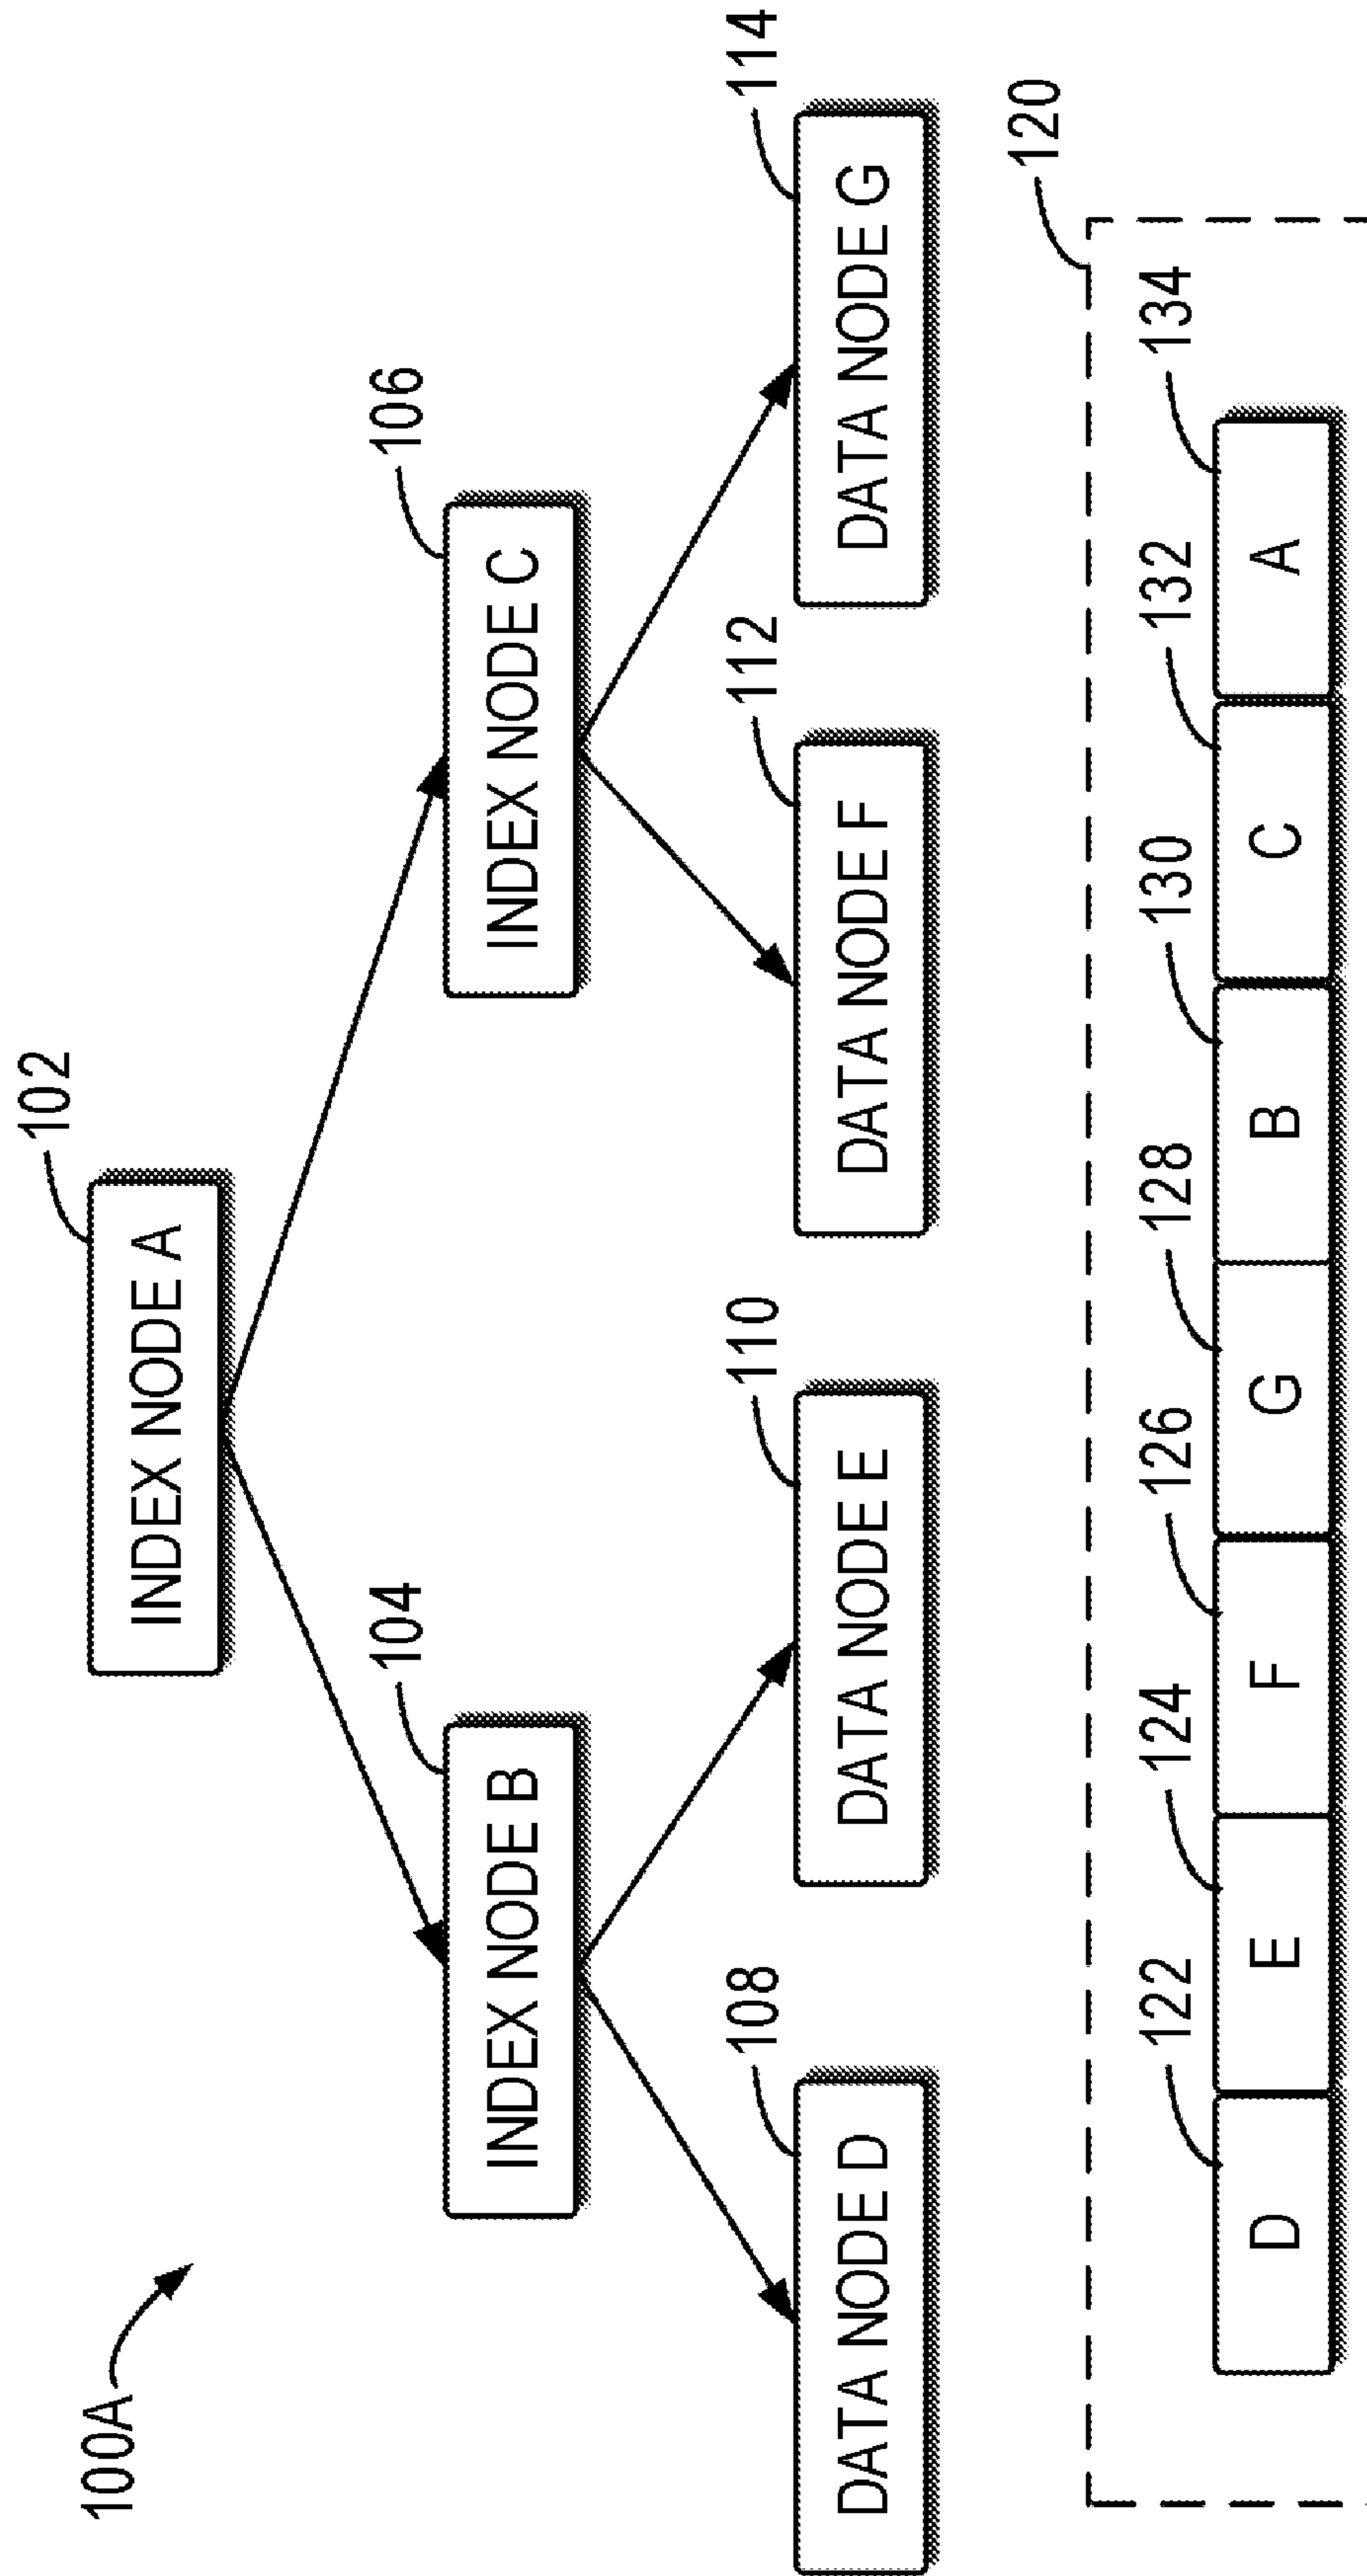 100A
102
INDEX NODE A
104
106
INDEX NODE B
INDEX NODE C
108
110
112
114
DATA NODE D
DATA NODE E
DATA NODE F
DATA NODE G
120
122
124
126
128
130
132
134
D
E
F
G
B
C
A